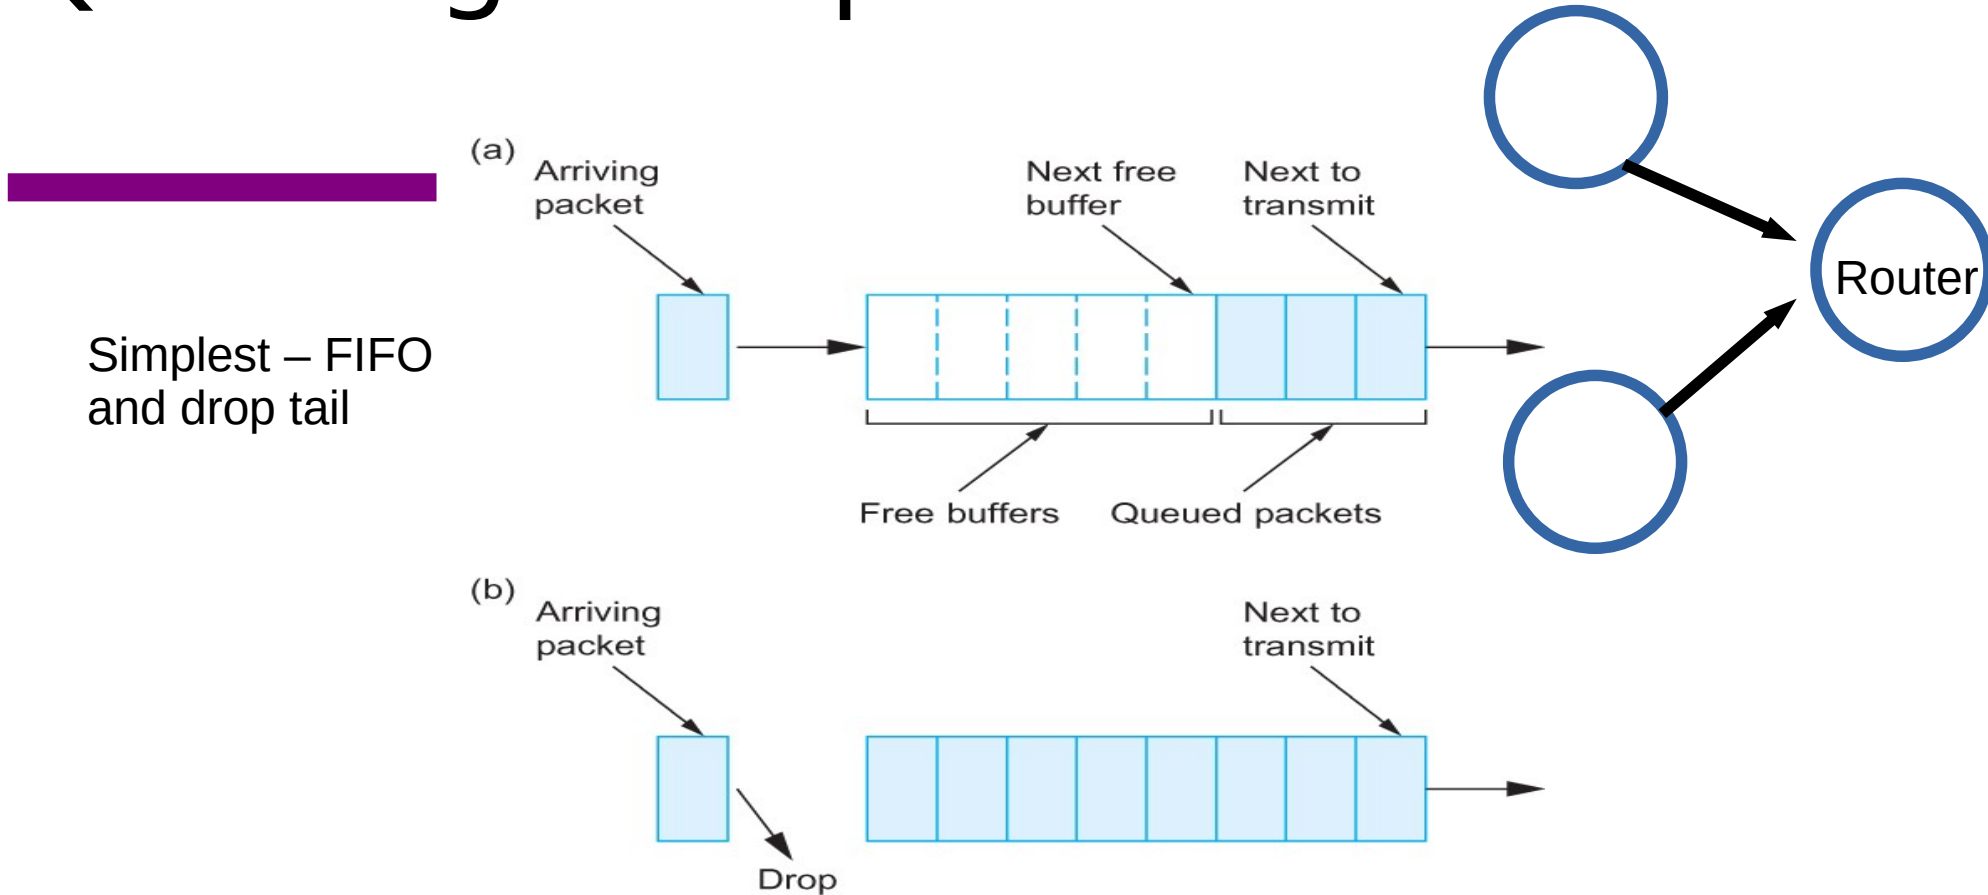 (a)
Arriving
packet
Next free
buffer
Next to
transmit
Router
Simplest – FIFO
and drop tail
Free buffers
Queued packets
(b)
Arriving
packet
Next to
transmit
Drop